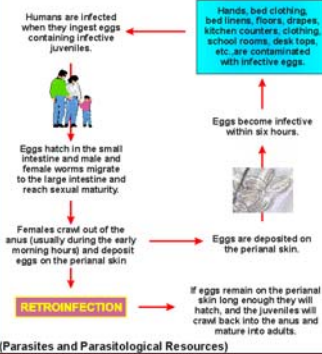 Humans are infected
when they ingest eggs
containing infective
juveniles.
Hands, bed clothing,
bed linens, floors, drapes,
kitchen counters, clothing,
school rooms, desk tops,
etc.,are contaminated
with infective eggs.
Eggs become infective
within six hours.
Eggs hatch in the small
intestine and male and
female worms migrate
to the large intestine and
reach sexual maturity.
Females crawl out of the
anus (usually during the early
morning hours) and deposit
eggs on the perianal skin
Eggs are deposited on
the perianal skin.
RETROINFECTION
If eggs remain on the perianal
skin long enough they will
hatch, and the juveniles will
crawl back into the anus and
mature into adults.
(Parasites and Parasitological Resources)